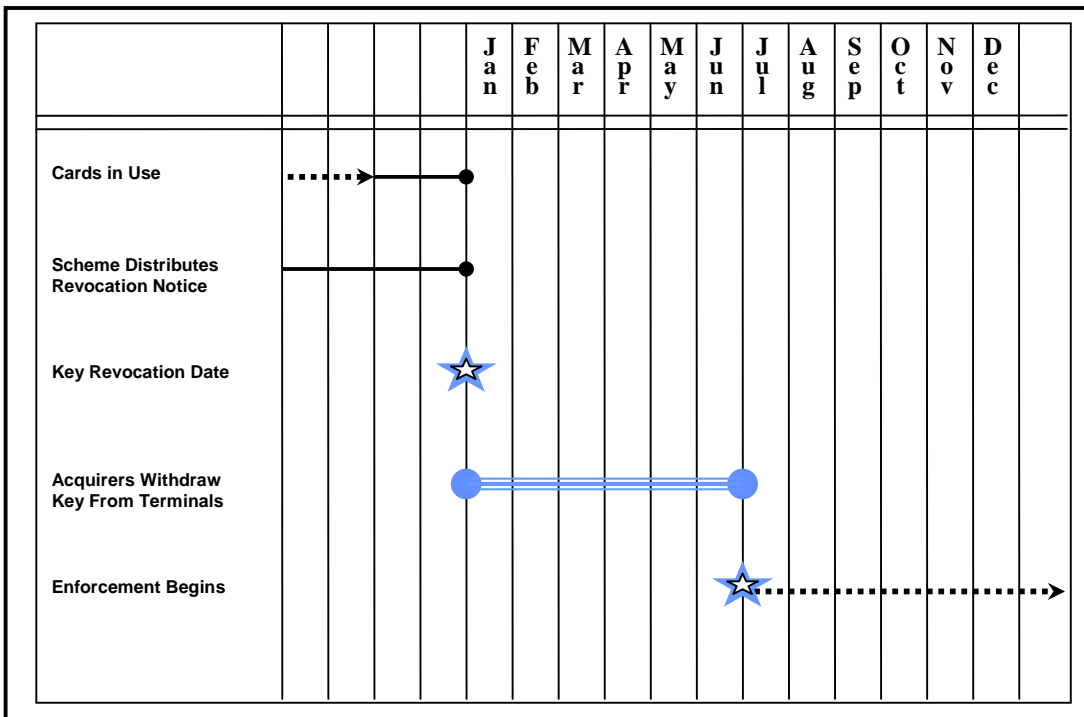 Jan Feb Mar Apr May Jun Jul Aug Sep Oct Nov Dec
Cards in Use
Scheme Distributes
Revocation Notice
Key Revocation Date
Acquirers Withdraw
Key From Terminals
Enforcement Begins